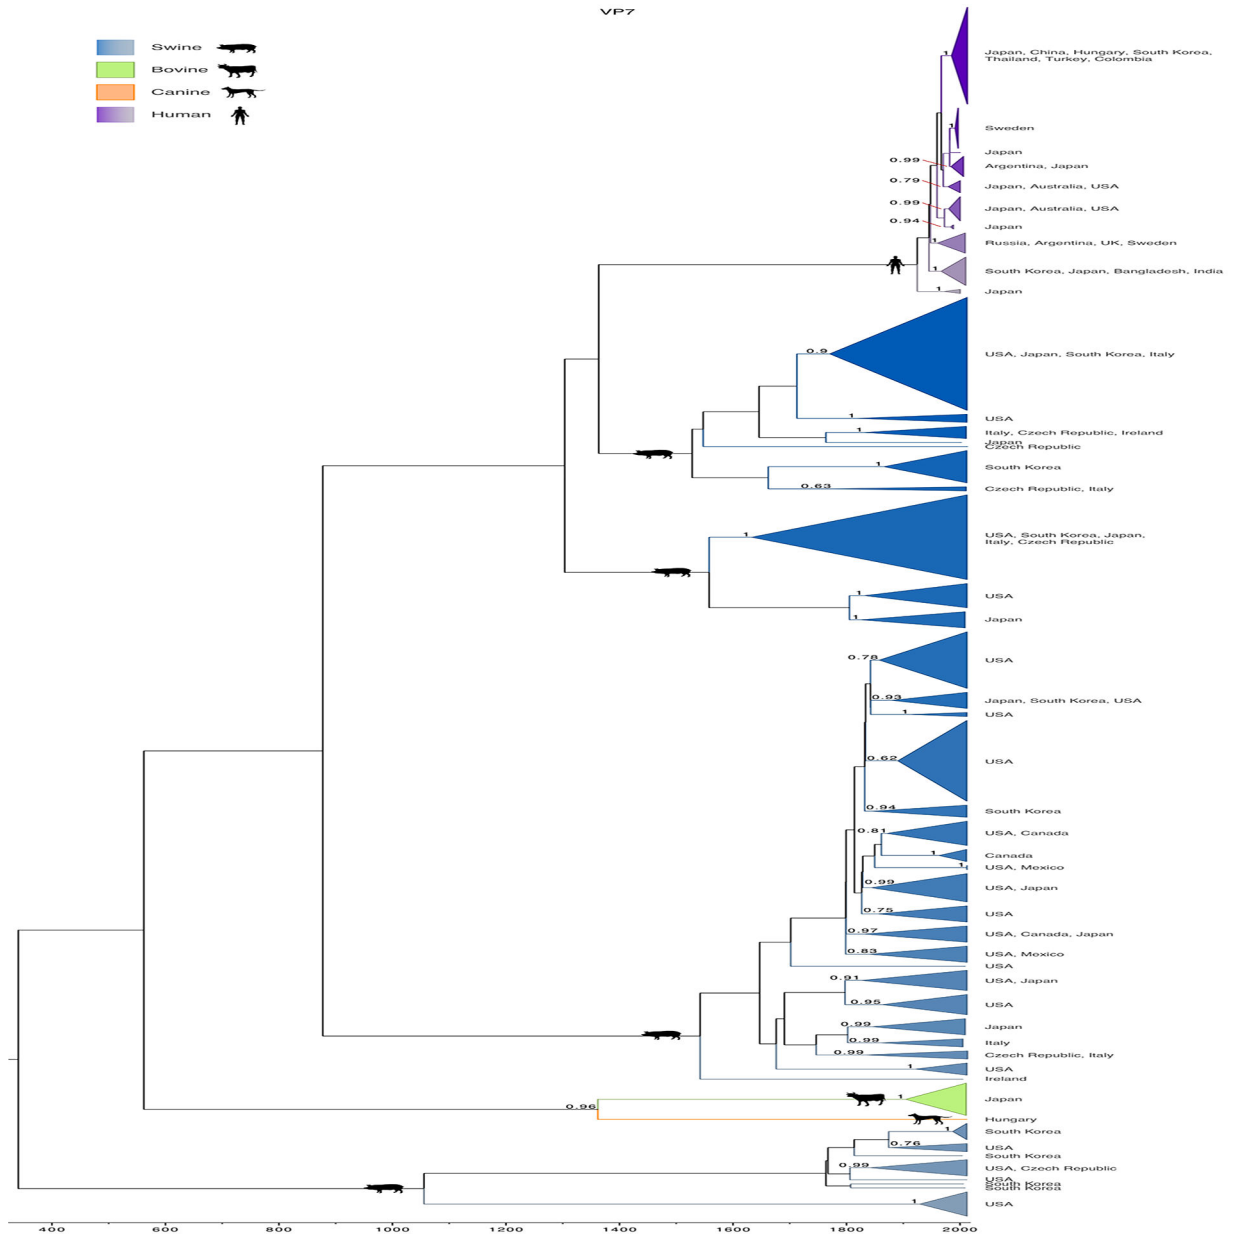 VP7
Swine
Bovine
Canine
Human
1
Japan, China, Hungary, South Korea,
Thailand, Turkey, Colombia
1
Sweden
Japan
0.99
Argentina, Japan
0.79
Japan, Australia, USA
0.99
Japan, Australia, USA
0.94
Japan
1
Russia, Argentina, UK, Sweden
1
South Korea, Japan, Bangladesh, India
1
Japan
0.9
USA, Japan, South Korea, Italy
1
USA
1
Italy, Czech Republic, Ireland
Japan
Czech Republic
1
South Korea
0.63
Czech Republic, Italy
1
USA, South Korea, Japan,
Italy, Czech Republic
1
USA
1
Japan
0.78
USA
0.93
Japan, South Korea, USA
1
USA
0.62
USA
0.94
South Korea
0.81
USA, Canada
1
Canada
1
USA, Mexico
0.99
USA, Japan
0.75
USA
0.97
USA, Canada, Japan
0.83
USA, Mexico
USA
0.91
USA, Japan
0.95
USA
0.99
Japan
0.99
Italy
0.99
Czech Republic, Italy
1
USA
Ireland
1
Japan
0.96
Hungary
1
South Korea
0.76
USA
South Korea
0.99
USA, Czech Republic
USA
South Korea
South Korea
1
USA
400 600 800 1000 1200 1400 1600 1800 2000